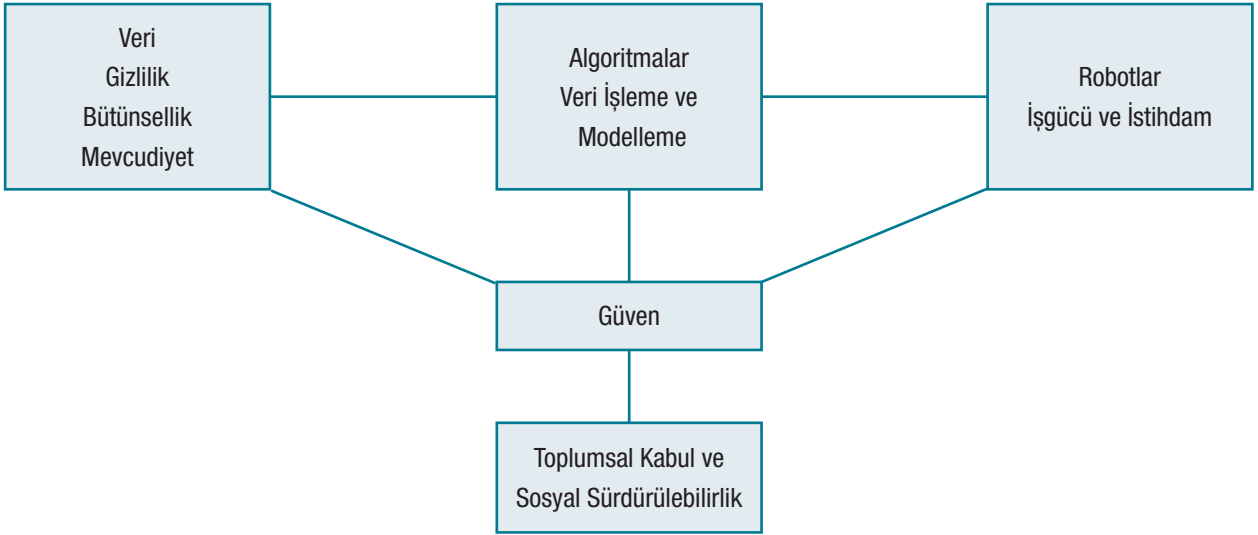 Veri
Gizlilik
Bütünsellik
Mevcudiyet
Algoritmalar
Veri İşleme ve
Modelleme
Robotlar
İşgücü ve İstihdam
Güven
Toplumsal Kabul ve
Sosyal Sürdürülebilirlik